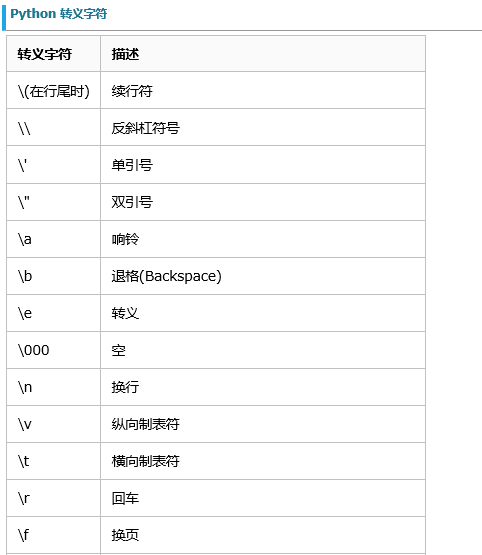 Python 转义字符
转义字符 描述
\(在行尾时) 续行符
\\ 反斜杠符号
\' 单引号
\" 双引号
\a 响铃
\b 退格(Backspace)
\e 转义
\000 空
\n 换行
\v 纵向制表符
\t 横向制表符
\r 回车
\f 换页